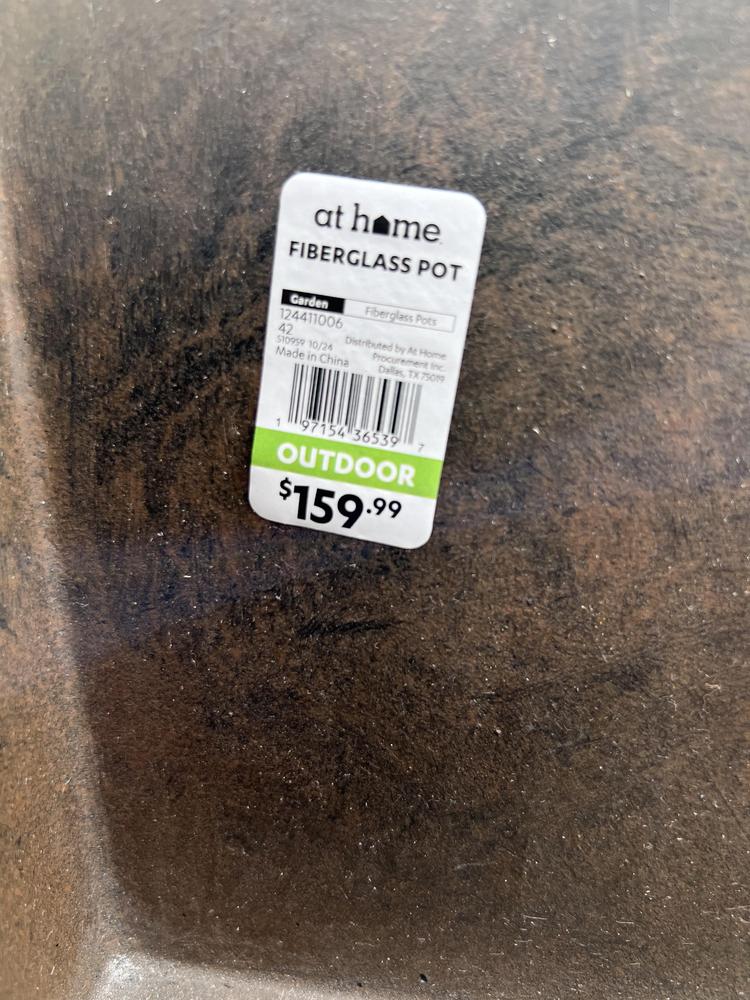 at home
FIBERGLASS POT
Garden Fiberglass Pots
124411006
42
S10959 10/24 Distributed by At Home
Made in China Procurement Inc.
Dallas, TX 75019
1 97154 36539 7
OUTDOOR
$159.99